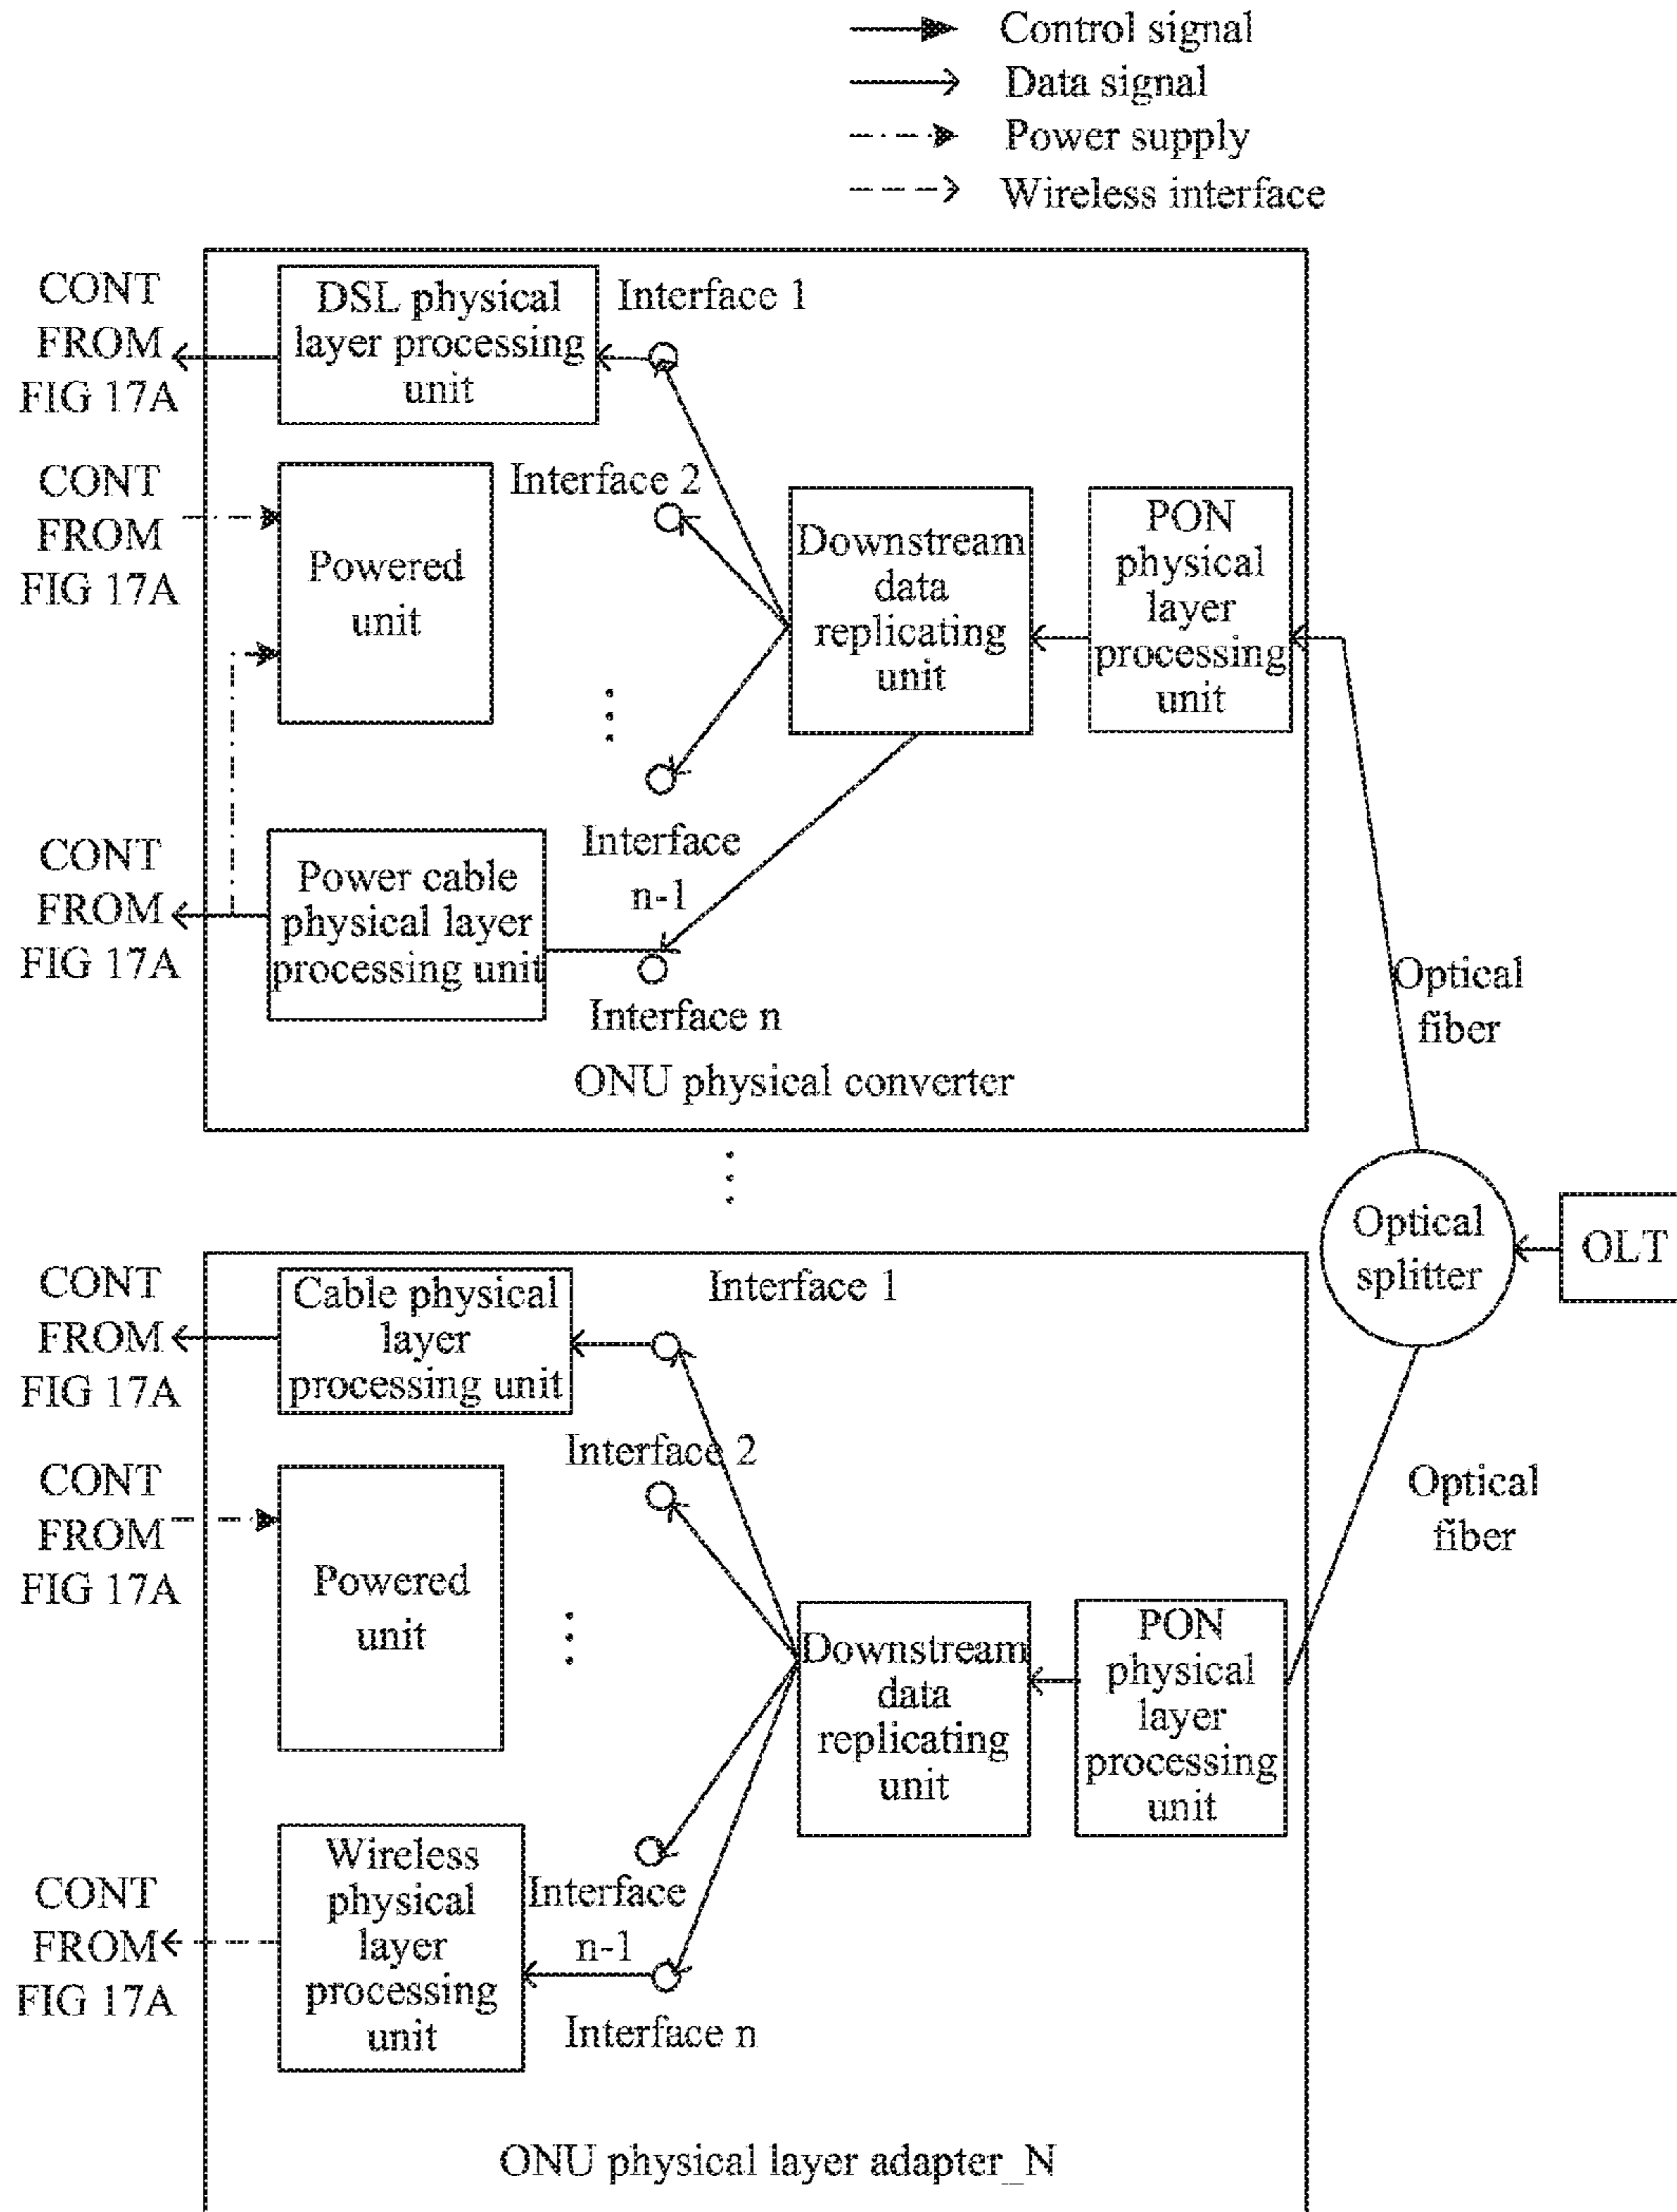 Control signal
Data signal
Power supply
Wireless interface
CONT
FROM
FIG 17A
DSL physical
layer processing
unit
Interface 1
CONT
FROM
FIG 17A
Powered
unit
Interface 2
Downstream
data
replicating
unit
PON
physical
layer
processing
unit
CONT
FROM
FIG 17A
Power cable
physical layer
processing unit
Interface
n-1
Interface n
Optical
fiber
ONU physical converter
Optical
splitter
OLT
CONT
FROM
FIG 17A
Cable physical
layer
processing unit
Interface 1
CONT
FROM
FIG 17A
Powered
unit
Interface 2
Optical
fiber
Downstream
data
replicating
unit
PON
physical
layer
processing
unit
CONT
FROM
FIG 17A
Wireless
physical
layer
processing
unit
Interface
n-1
Interface n
ONU physical layer adapter_N